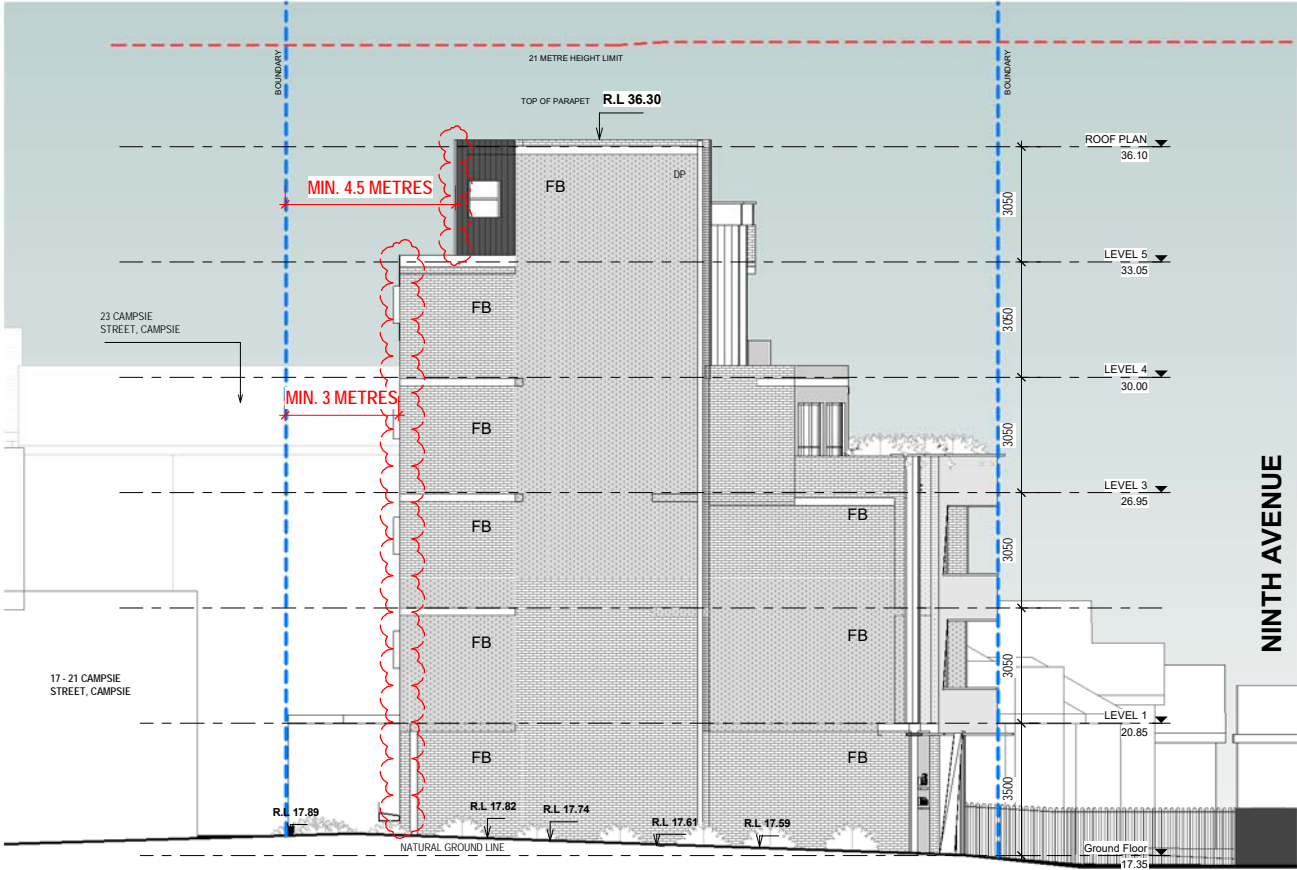 BOUNDARY
21 METRE HEIGHT LIMIT
BOUNDARY
TOP OF PARAPET R.L 36.30
ROOF PLAN
36.10
MIN. 4.5 METRES
FB
DP
3050
LEVEL 5
33.05
FB
23 CAMPSIE
STREET, CAMPSIE
3050
LEVEL 4
30.00
MIN. 3 METRES
FB
3050
LEVEL 3
26.95
NINTH AVENUE
FB
FB
3050
FB
FB
3050
17 - 21 CAMPSIE
STREET, CAMPSIE
LEVEL 1
20.85
FB
FB
3500
R.L 17.89
R.L 17.82
R.L 17.74
R.L 17.61
R.L 17.59
NATURAL GROUND LINE
Ground Floor
17.35